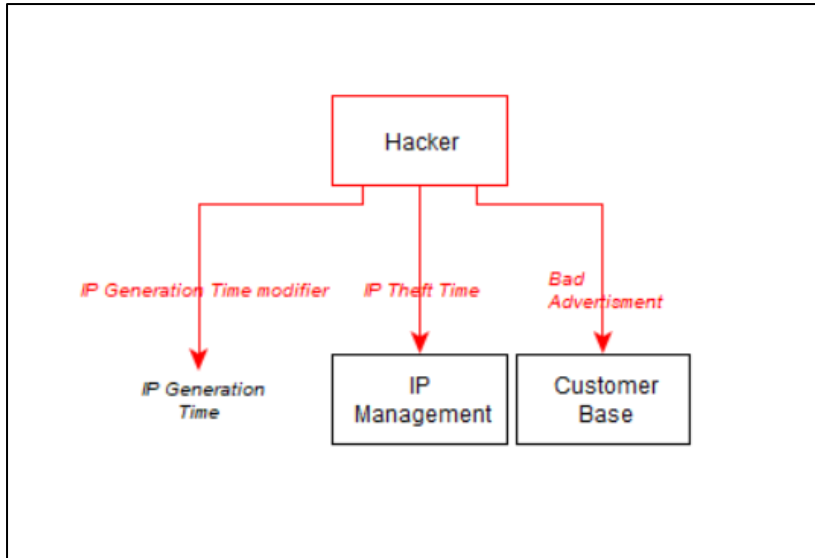 Hacker
IP Generation Time modifier
IP Theft Time
Bad
Advertisment
IP Generation
Time
IP
Management
Customer
Base